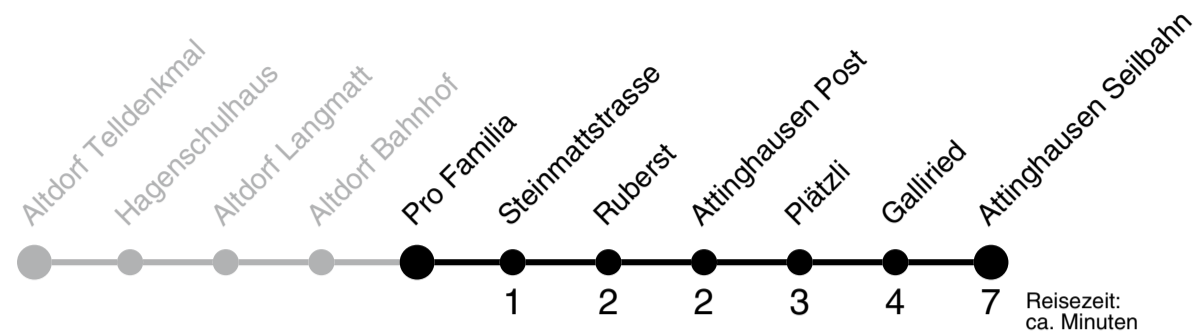 Altdorf Telldenkmal
Hagenschulhaus
Altdorf Langmatt
Altdorf Bahnhof
Pro Familia
Steinmattstrasse
Ruberst
Attinghausen Post
Plätzli
Galliried
Attinghausen Seilbahn
1 2 2 3 4 7 Reisezeit:
ca. Minuten